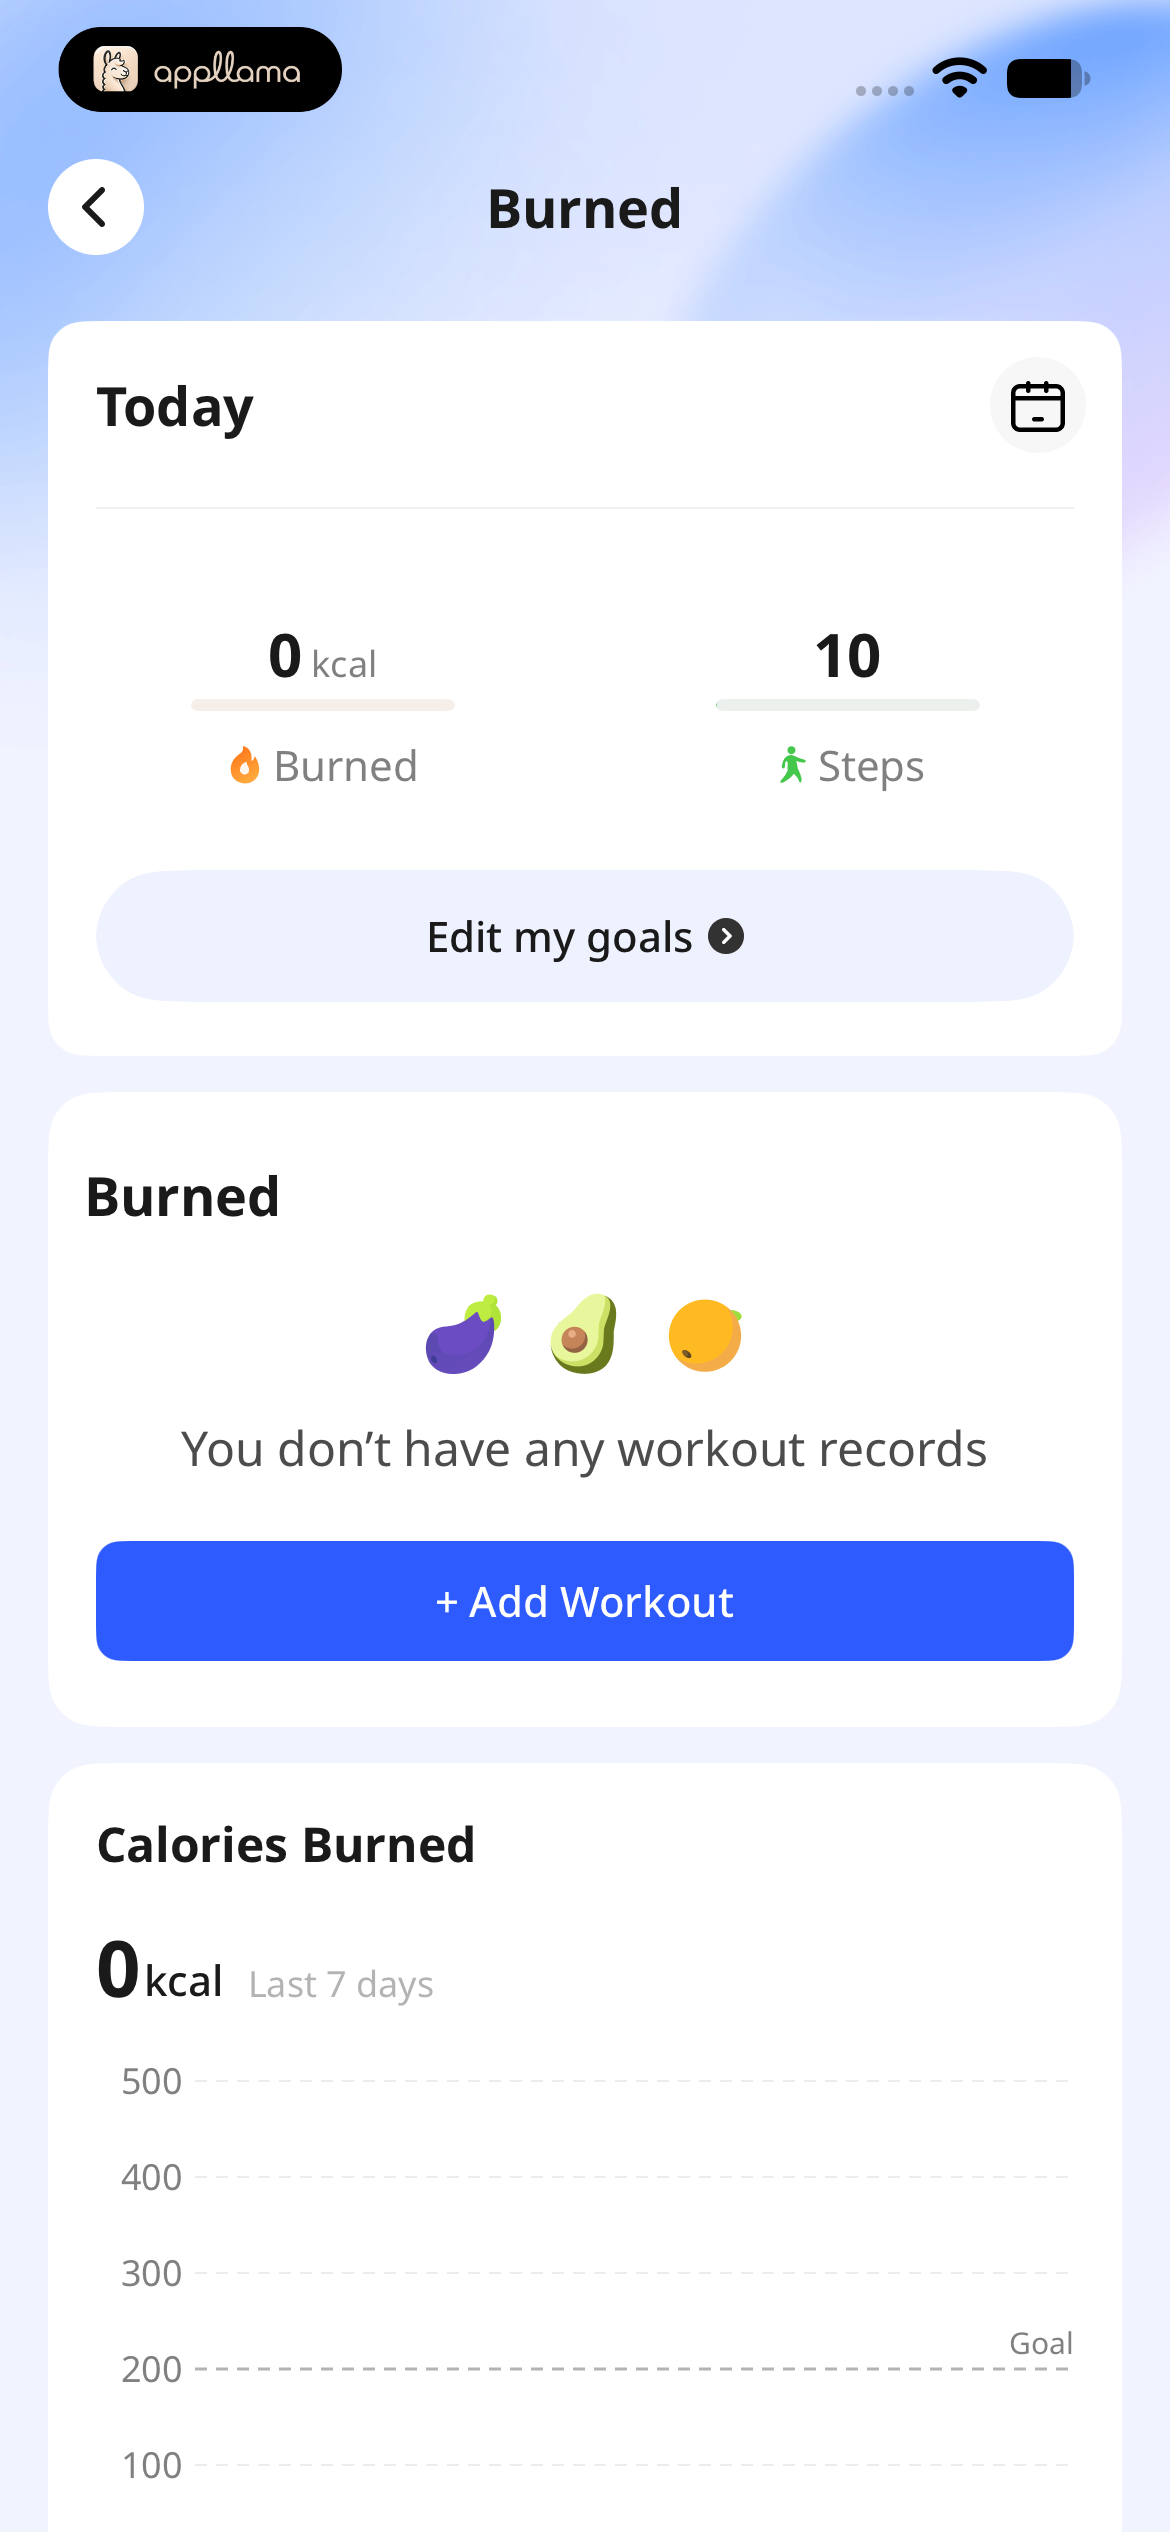 appllama
Burned
Today
0 kcal
10
Burned
Steps
Edit my goals
Burned
You don’t have any workout records
+ Add Workout
Calories Burned
0 kcal Last 7 days
500
400
300
Goal
200
100